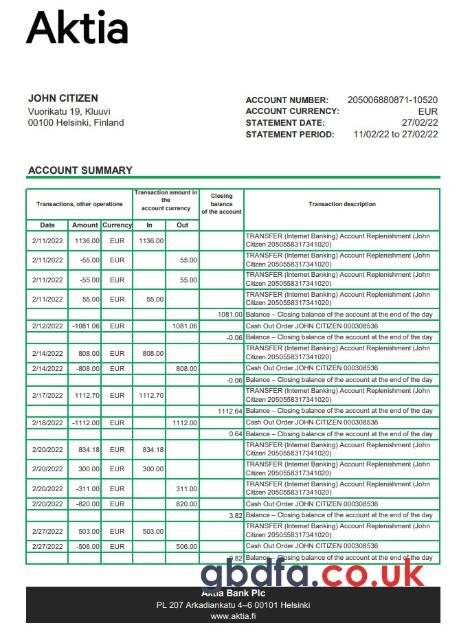 Aktia
JOHN CITIZEN
Vuorikatu 19, Kluuvi
00100 Helsinki, Finland
ACCOUNT NUMBER: 205006880871-10520
ACCOUNT CURRENCY: EUR
STATEMENT DATE: 27/02/22
STATEMENT PERIOD: 11/02/22 to 27/02/22
ACCOUNT SUMMARY
Transactions, other operations
Transaction amount in
the
account currency
Closing
balance
of the account
Transaction description
Date Amount Currency In Out
2/11/2022 1136.00 EUR 1136.00 TRANSFER (Internet Banking) Account Replenishment (John
Citizen 2050558317341020)
2/11/2022 -55.00 EUR 55.00 TRANSFER (Internet Banking) Account Replenishment (John
Citizen 2050558317341020)
2/11/2022 -55.00 EUR 55.00 TRANSFER (Internet Banking) Account Replenishment (John
Citizen 2050558317341020)
2/11/2022 55.00 EUR 55.00 TRANSFER (Internet Banking) Account Replenishment (John
Citizen 2050558317341020)
1081.00 Balance – Closing balance of the account at the end of the day
2/12/2022 -1081.06 EUR 1081.06 Cash Out Order JOHN CITIZEN 000308536
-0.06 Balance – Closing balance of the account at the end of the day
2/14/2022 808.00 EUR 808.00 TRANSFER (Internet Banking) Account Replenishment (John
Citizen 2050558317341020)
2/14/2022 -808.00 EUR 808.00 Cash Out Order JOHN CITIZEN 000308536
-0.06 Balance – Closing balance of the account at the end of the day
2/17/2022 1112.70 EUR 1112.70 TRANSFER (Internet Banking) Account Replenishment (John
Citizen 2050558317341020)
1112.64 Balance – Closing balance of the account at the end of the day
2/18/2022 -1112.00 EUR 1112.00 Cash Out Order JOHN CITIZEN 000308536
0.64 Balance – Closing balance of the account at the end of the day
2/20/2022 834.18 EUR 834.18 TRANSFER (Internet Banking) Account Replenishment (John
Citizen 2050558317341020)
2/20/2022 300.00 EUR 300.00 TRANSFER (Internet Banking) Account Replenishment (John
Citizen 2050558317341020)
2/20/2022 -311.00 EUR 311.00 TRANSFER (Internet Banking) Account Replenishment (John
Citizen 2050558317341020)
2/20/2022 -820.00 EUR 820.00 Cash Out Order JOHN CITIZEN 000308536
3.82 Balance – Closing balance of the account at the end of the day
2/27/2022 503.00 EUR 503.00 TRANSFER (Internet Banking) Account Replenishment (John
Citizen 2050558317341020)
2/27/2022 -506.00 EUR 506.00 Cash Out Order JOHN CITIZEN 000308536
0.82 Balance – Closing balance of the account at the end of the day
qbdfa.co.uk
Aktia Bank Plc
PL 207 Arkadiankatu 4–6 00101 Helsinki
www.aktia.fi